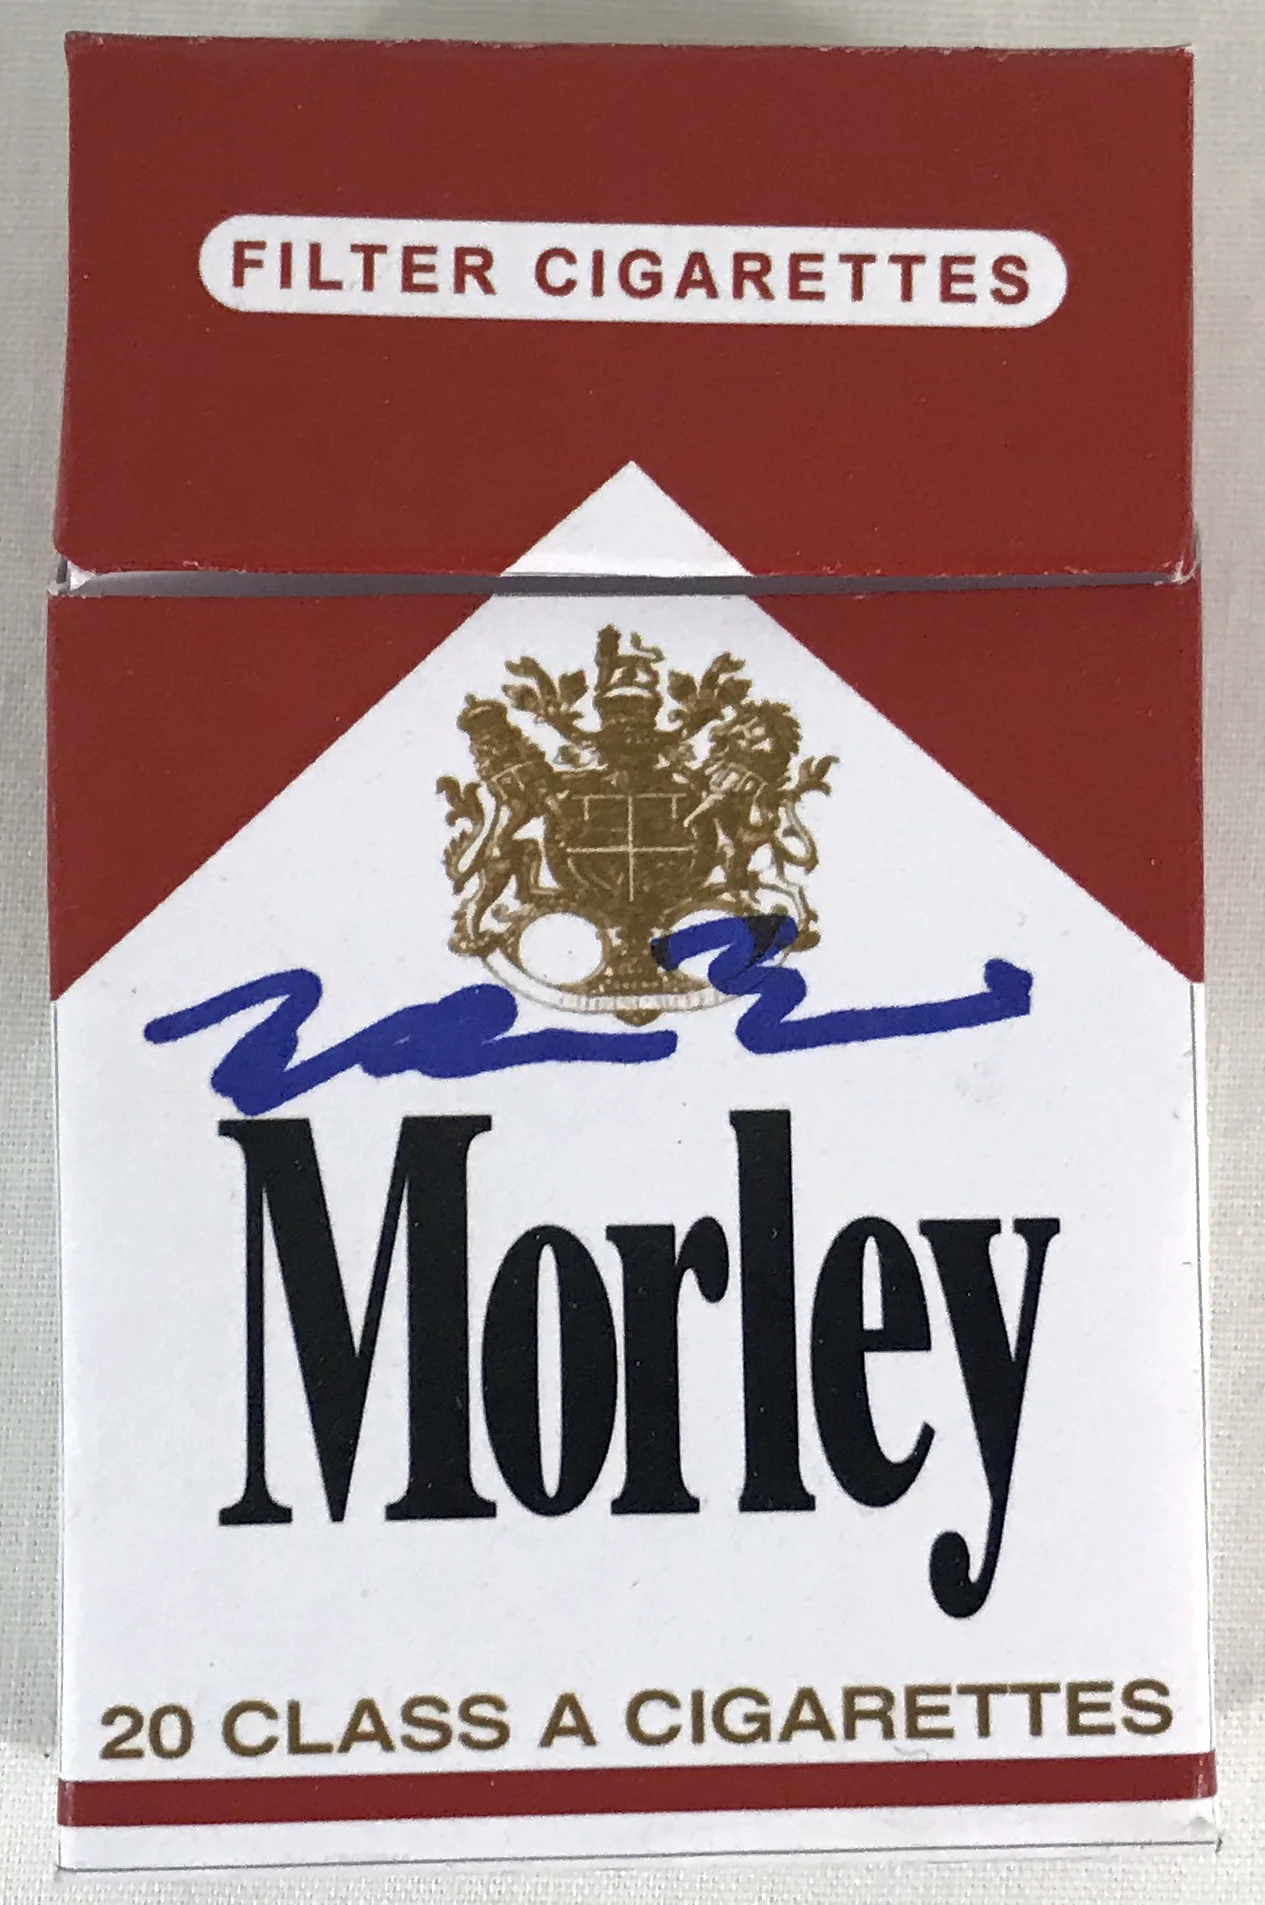 FILTER CIGARETTES
Morley
20 CLASS A CIGARETTES